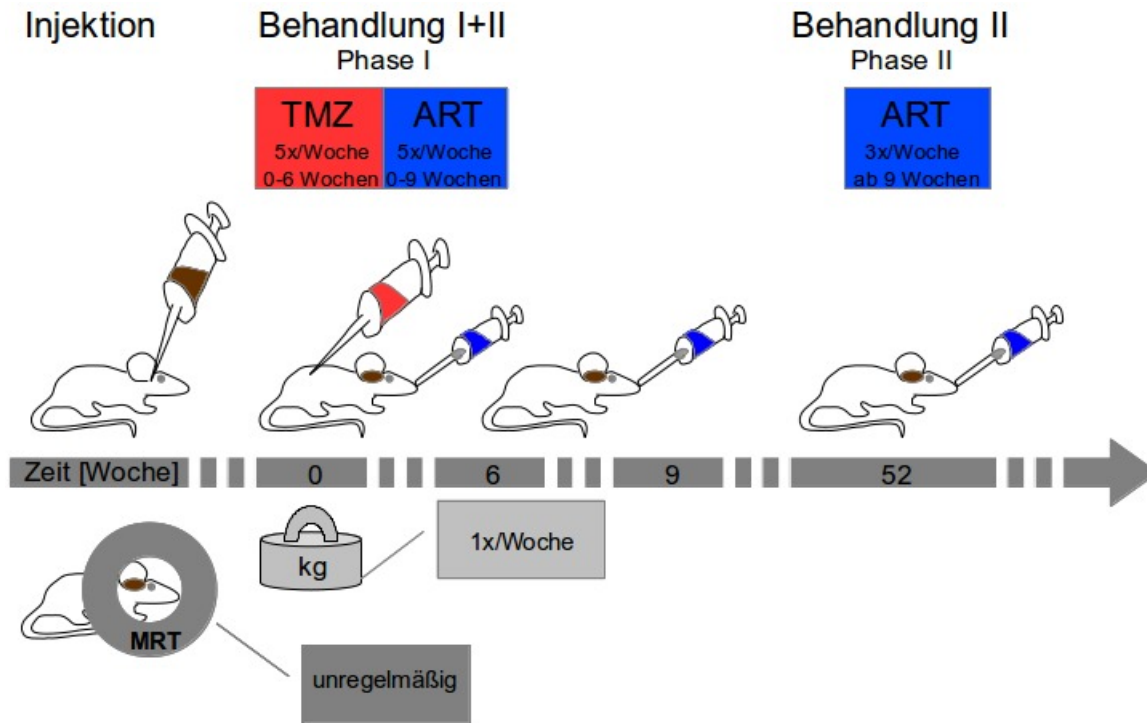 Injektion
Behandlung I+II
Phase I
Behandlung II
Phase II
TMZ
5x/Woche
0-6 Wochen
ART
5x/Woche
0-9 Wochen
ART
3x/Woche
ab 9 Wochen
Zeit [Woche]
0
6
9
52
kg
1x/Woche
MRT
unregelmäßig